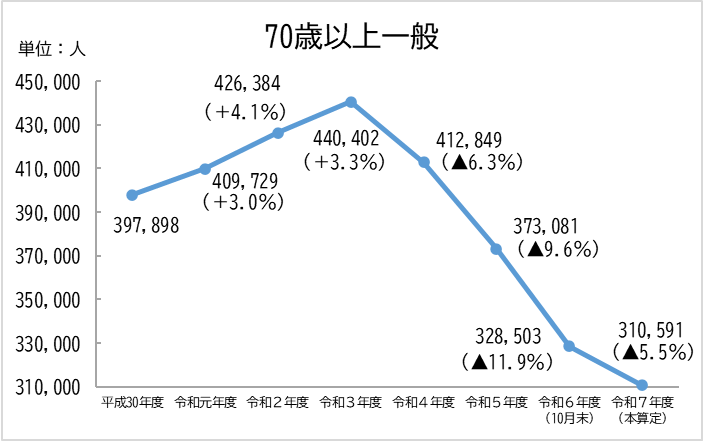 70歳以上一般
単位：人
450,000
430,000
410,000
390,000
370,000
350,000
330,000
310,000
397,898
409,729
(+3.0%)
426,384
(+4.1%)
440,402
(+3.3%)
412,849
(▲6.3%)
373,081
(▲9.6%)
328,503
(▲11.9%)
310,591
(▲5.5%)
平成30年度
令和元年度
令和２年度
令和３年度
令和４年度
令和５年度
令和６年度
(10月末)
令和７年度
(本算定)